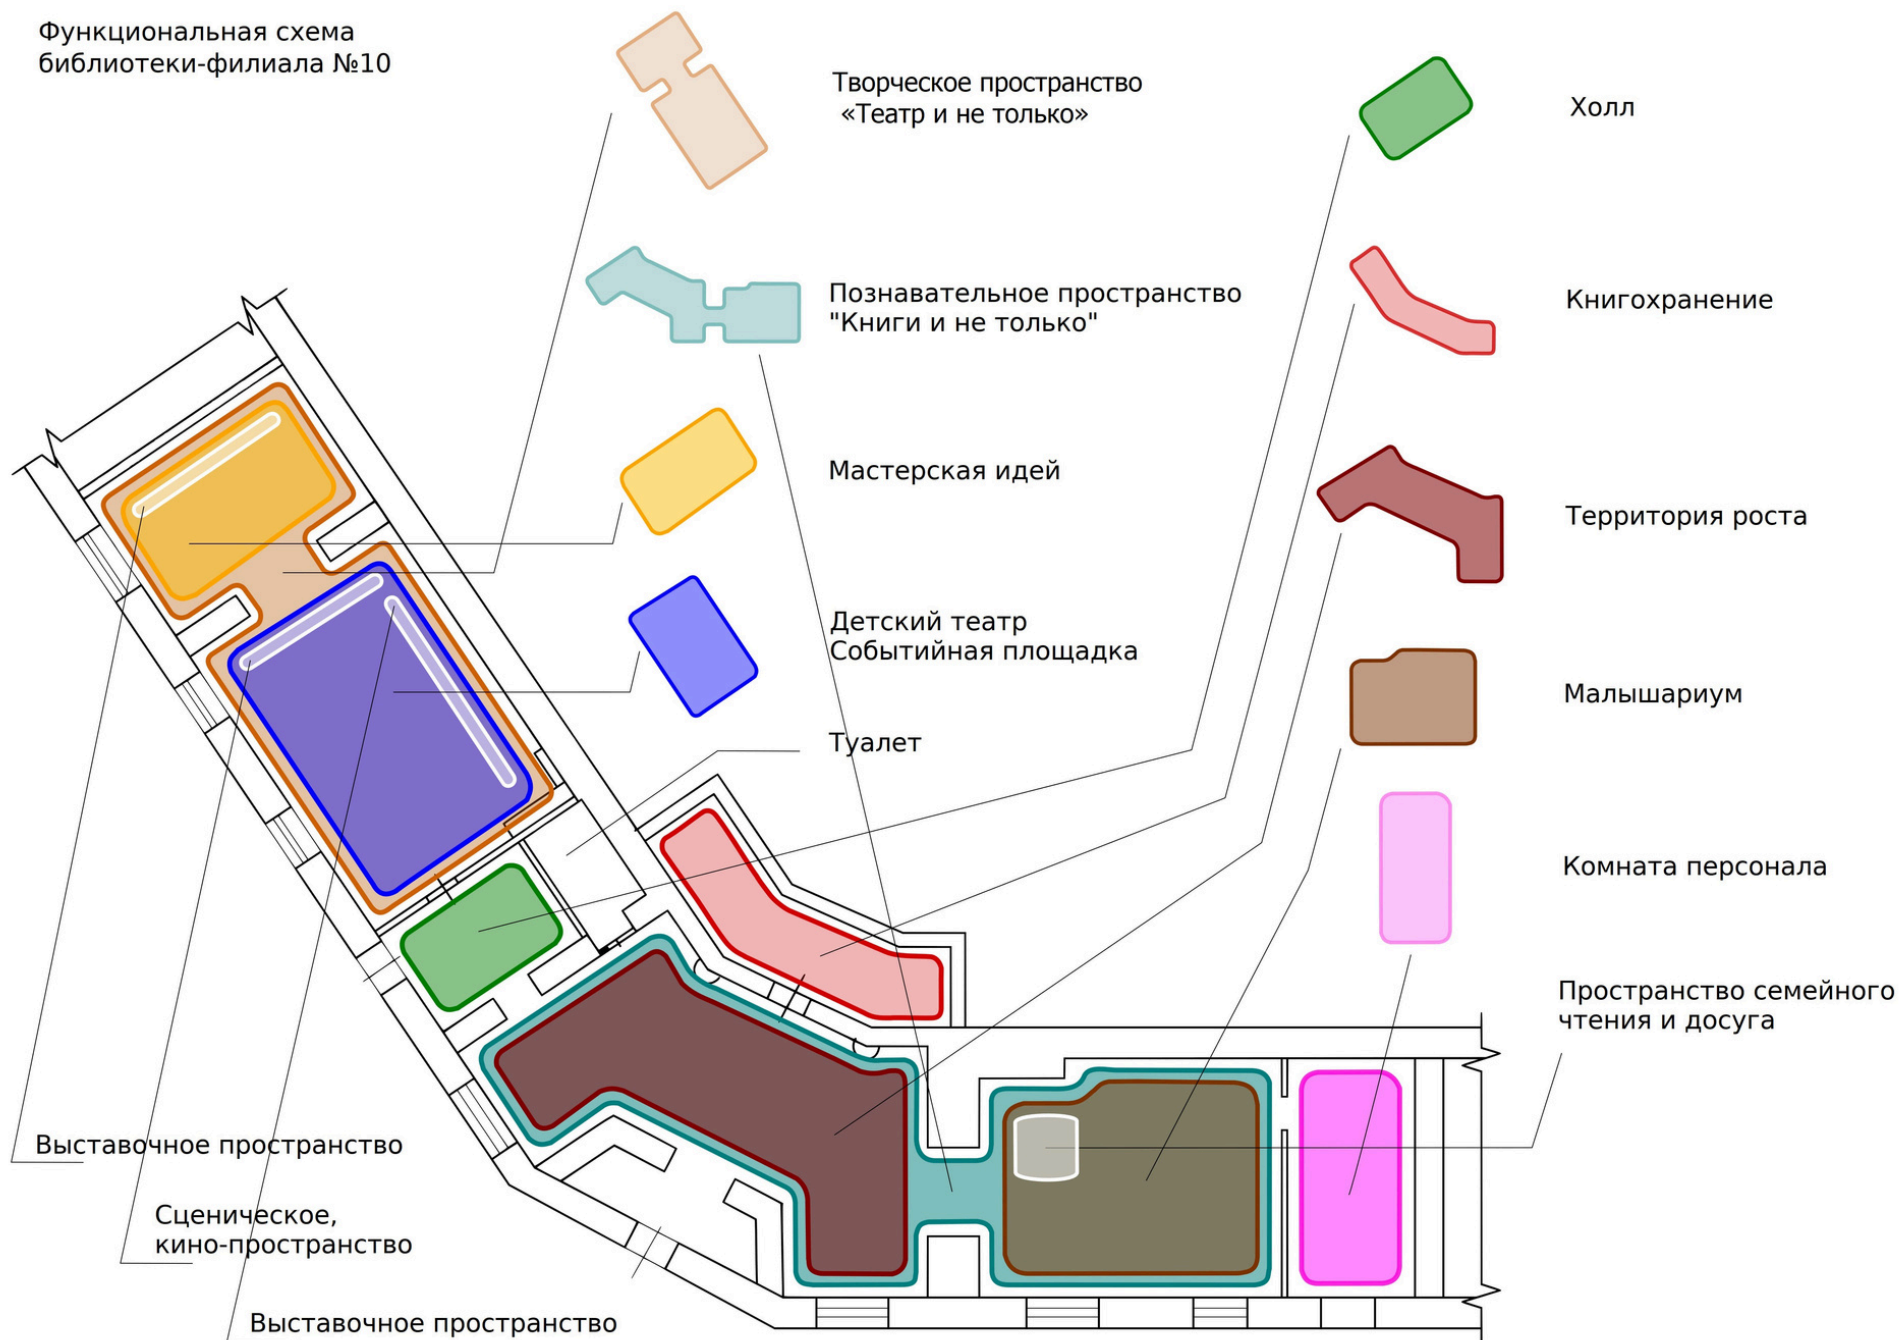 Функциональная схема
библиотеки-филиала №10
Творческое пространство
«Театр и не только»
Холл
Познавательное пространство
"Книги и не только"
Книгохранение
Мастерская идей
Территория роста
Детский театр
Событийная площадка
Малышариум
Туалет
Комната персонала
Пространство семейного
чтения и досуга
Выставочное пространство
Сценическое,
кино-пространство
Выставочное пространство